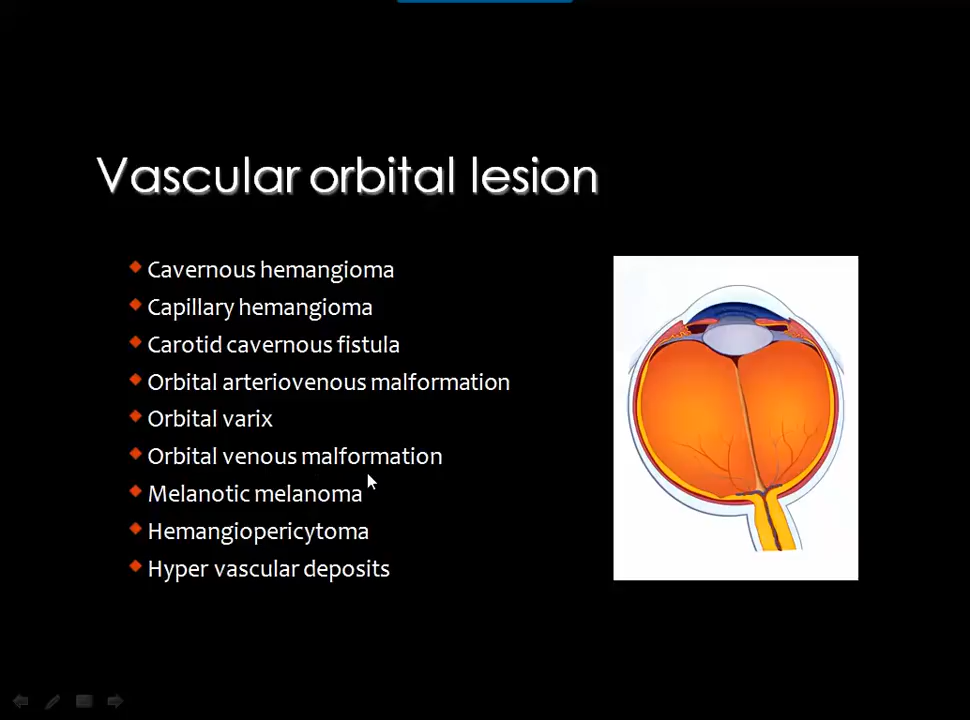 Vascular orbital lesion
Cavernous hemangioma
Capillary hemangioma
Carotid cavernous fistula
Orbital arteriovenous malformation
Orbital varix
Orbital venous malformation
Melanotic melanoma
Hemangiopericytoma
Hyper vascular deposits